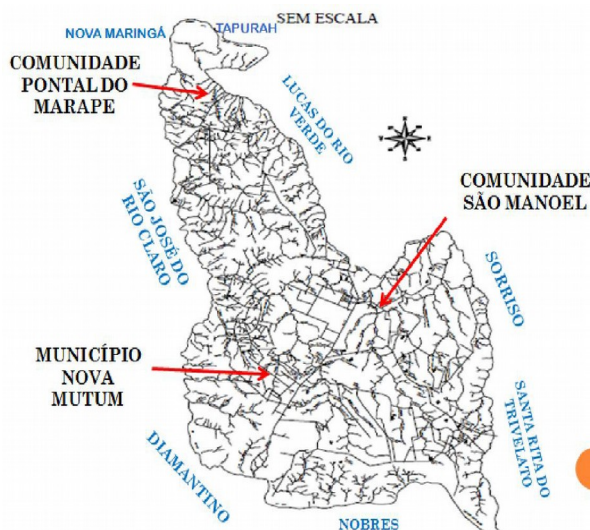 SEM ESCALA
NOVA MARINGÁ
TAPURAH
COMUNIDADE
PONTAL DO
MARAPE
LUCAS DO RIO
VERDE
COMUNIDADE
SÃO MANOEL
SÃO JOSÉ DO
RIO CLARO
SORRISO
MUNICÍPIO
NOVA
MUTUM
SANTA RITA DO
TRIVELATO
DIAMANTINO
NOBRES